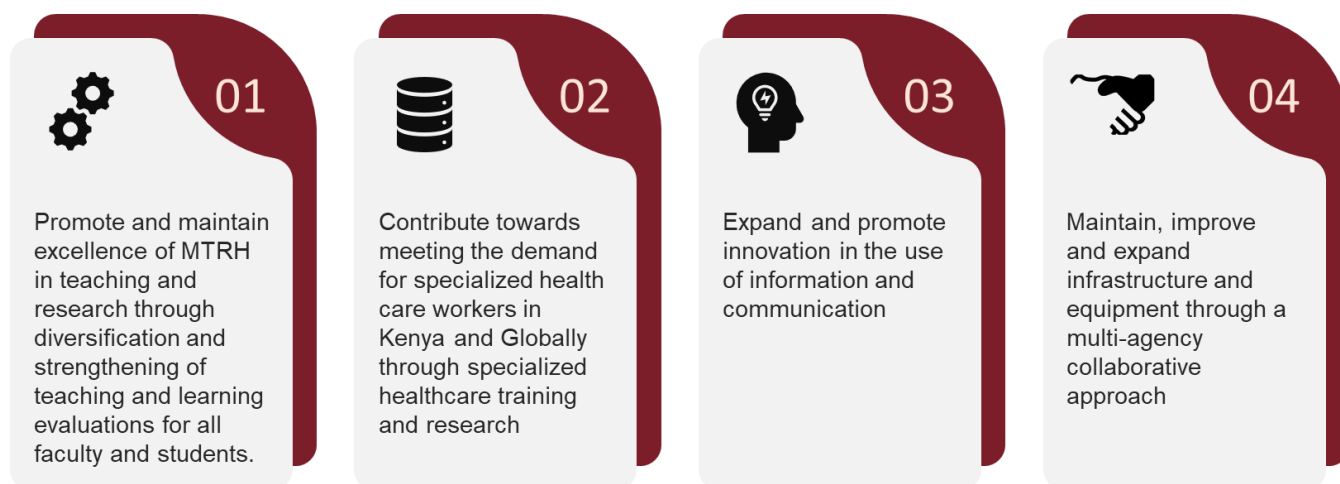 01
Promote and maintain
excellence of MTRH
in teaching and
research through
diversification and
strengthening of
teaching and learning
evaluations for all
faculty and students.
02
Contribute towards
meeting the demand
for specialized health
care workers in
Kenya and Globally
through specialized
healthcare training
and research
03
Expand and promote
innovation in the use
of information and
communication
04
Maintain, improve
and expand
infrastructure and
equipment through a
multi-agency
collaborative
approach